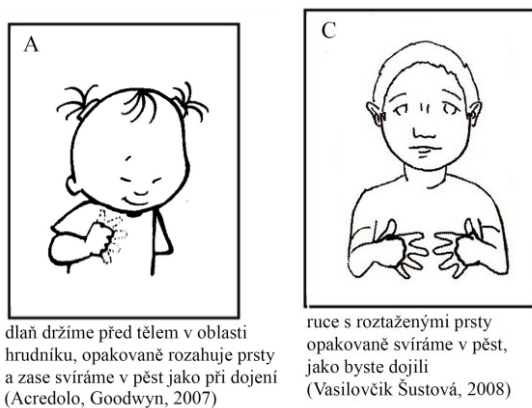 A
dlaň držíme před tělem v oblasti
hrudníku, opakovaně rozahuje prsty
a zase svíráme v pěst jako při dojení
(Acredolo, Goodwyn, 2007)
C
ruce s roztaženými prsty
opakovaně svíráme v pěst,
jako byste dojili
(Vasilovčik Šustová, 2008)